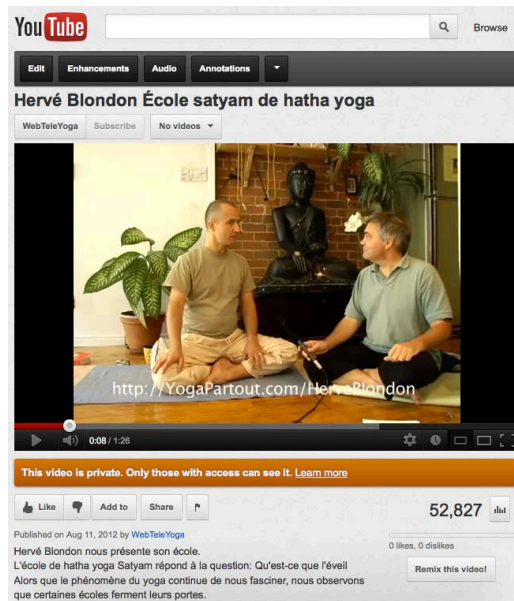 YouTube
Browse
Edit Enhancements Audio Annotations
Hervé Blondon École satyam de hatha yoga
WebTeleYoga Subscribe No videos
http://YogaPartout.com/HerveBlondon
0:08 / 1:26
This video is private. Only those with access can see it. Learn more
Like Add to Share
52,827
Published on Aug 11, 2012 by WebTeleYoga
0 likes, 0 dislikes
Hervé Blondon nous présente son école.
L'école de hatha yoga Satyam répond à la question: Qu'est-ce que l'éveil
Remix this video!
Alors que le phénomène du yoga continue de nous fasciner, nous observons
que certaines écoles ferment leurs portes.